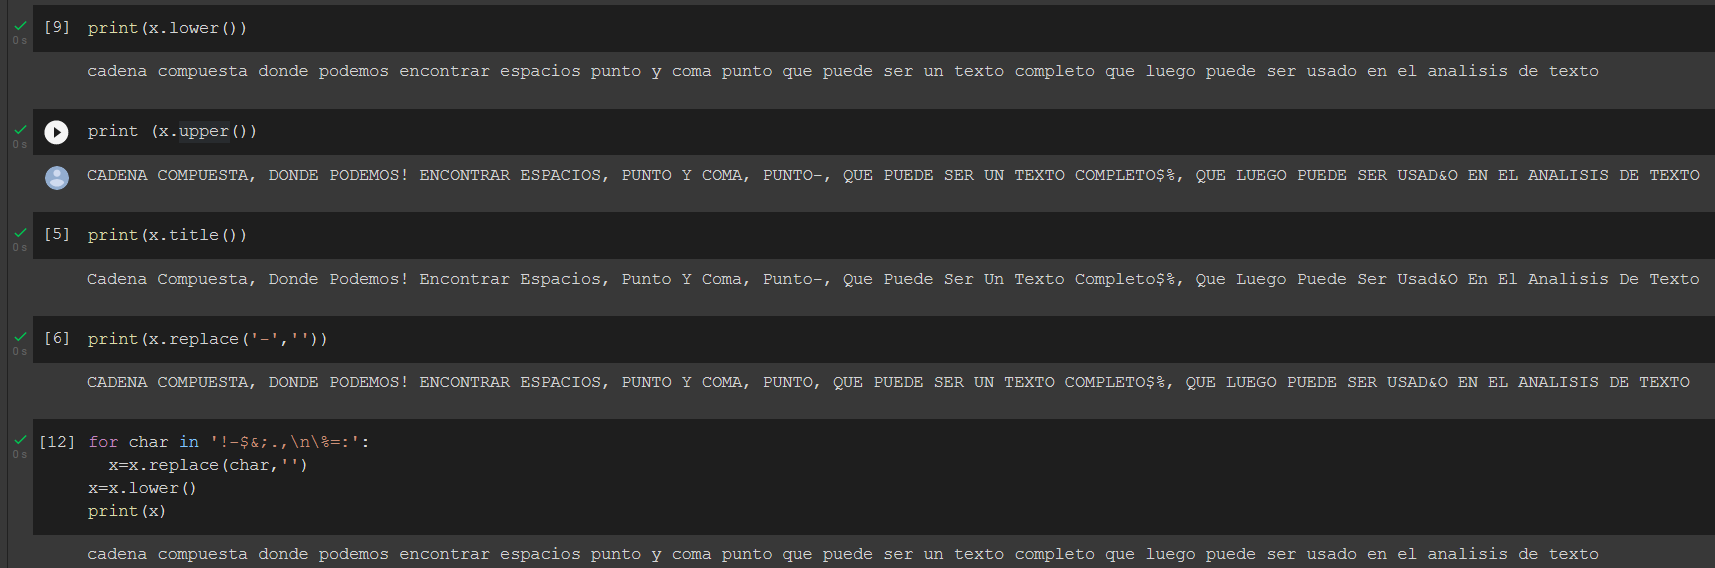 [9] print(x.lower())
0 s
cadena compuesta donde podemos encontrar espacios punto y coma punto que puede ser un texto completo que luego puede ser usado en el analisis de texto
print (x.upper())
0 s
CADENA COMPUESTA, DONDE PODEMOS! ENCONTRAR ESPACIOS, PUNTO Y COMA, PUNTO-, QUE PUEDE SER UN TEXTO COMPLETO$%, QUE LUEGO PUEDE SER USAD&O EN EL ANALISIS DE TEXTO
[5] print(x.title())
0 s
Cadena Compuesta, Donde Podemos! Encontrar Espacios, Punto Y Coma, Punto-, Que Puede Ser Un Texto Completo$%, Que Luego Puede Ser Usad&O En El Analisis De Texto
[6] print(x.replace('-',''))
0 s
CADENA COMPUESTA, DONDE PODEMOS! ENCONTRAR ESPACIOS, PUNTO Y COMA, PUNTO, QUE PUEDE SER UN TEXTO COMPLETO$%, QUE LUEGO PUEDE SER USAD&O EN EL ANALISIS DE TEXTO
[12] for char in '!-$&;.,\n\%=:':
0 s
x=x.replace(char,'')
x=x.lower()
print(x)
cadena compuesta donde podemos encontrar espacios punto y coma punto que puede ser un texto completo que luego puede ser usado en el analisis de texto